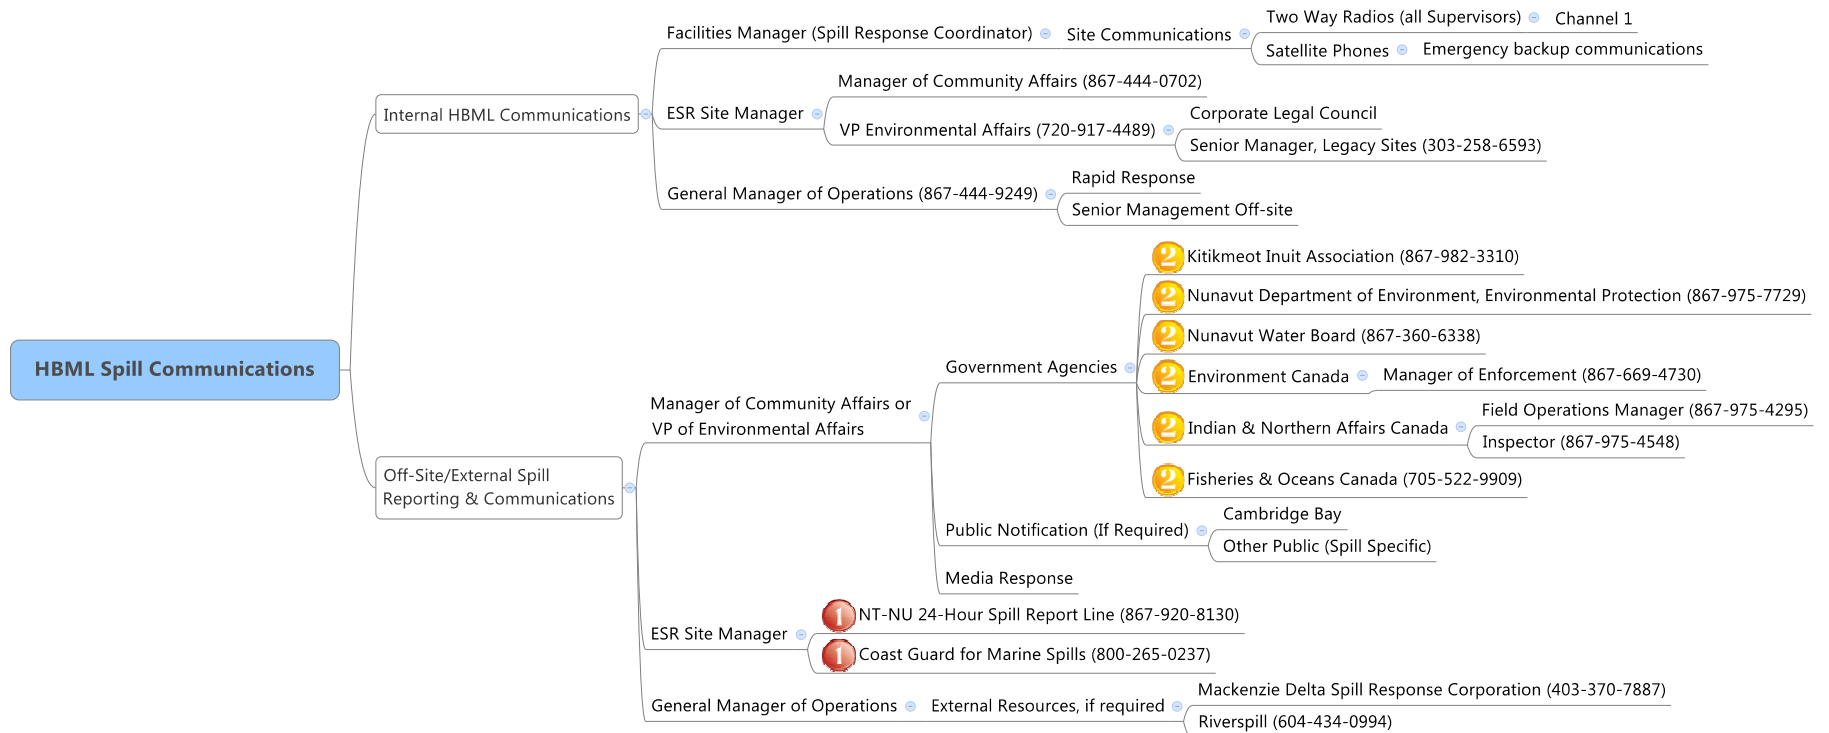 HBML Spill Communications
Internal HBML Communications
Facilities Manager (Spill Response Coordinator)
Site Communications
Two Way Radios (all Supervisors)
Channel 1
Satellite Phones
Emergency backup communications
ESR Site Manager
Manager of Community Affairs (867-444-0702)
VP Environmental Affairs (720-917-4489)
Corporate Legal Council
Senior Manager, Legacy Sites (303-258-6593)
General Manager of Operations (867-444-9249)
Rapid Response
Senior Management Off-site
Off-Site/External Spill
Reporting & Communications
Manager of Community Affairs or
VP of Environmental Affairs
Government Agencies
2 Kitikmeot Inuit Association (867-982-3310)
2 Nunavut Department of Environment, Environmental Protection (867-975-7729)
2 Nunavut Water Board (867-360-6338)
2 Environment Canada
Manager of Enforcement (867-669-4730)
2 Indian & Northern Affairs Canada
Field Operations Manager (867-975-4295)
Inspector (867-975-4548)
2 Fisheries & Oceans Canada (705-522-9909)
Public Notification (If Required)
Cambridge Bay
Other Public (Spill Specific)
Media Response
ESR Site Manager
1 NT-NU 24-Hour Spill Report Line (867-920-8130)
1 Coast Guard for Marine Spills (800-265-0237)
General Manager of Operations
External Resources, if required
Mackenzie Delta Spill Response Corporation (403-370-7887)
Riverspill (604-434-0994)